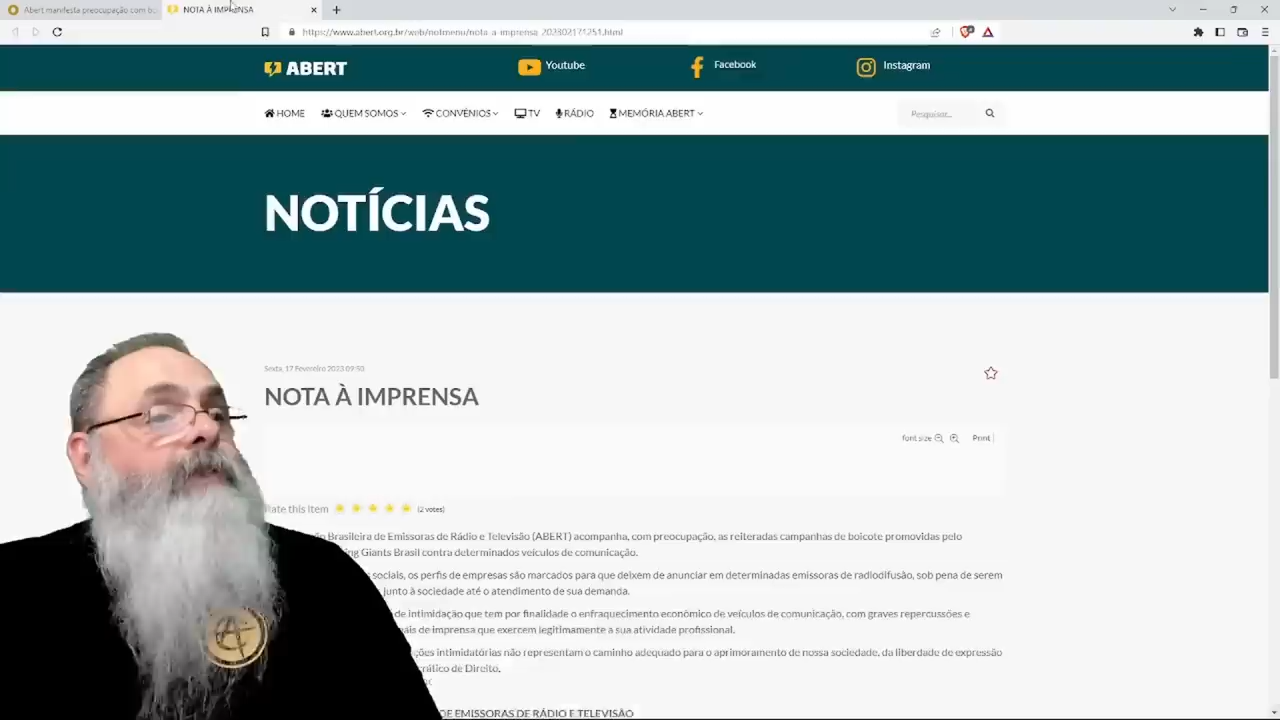 Abert manifesta preocupação com bo
NOTA À IMPRENSA
https://www.abert.org.br/web/notmenu/nota-a-imprensa-202302171251.html
ABERT
Youtube
Facebook
Instagram
HOME
QUEM SOMOS
CONVÊNIOS
TV
RÁDIO
MEMÓRIA ABERT
Pesquisar...
NOTÍCIAS
Sexta, 17 Fevereiro 2023 09:50
NOTA À IMPRENSA
font size
Print
Rate this item
(2 votes)
Brasileira de Emissoras de Rádio e Televisão (ABERT) acompanha, com preocupação, as reiteradas campanhas de boicote promovidas pelo
Giants Brasil contra determinados veículos de comunicação.
sociais, os perfis de empresas são marcados para que deixem de anunciar em determinadas emissoras de radiodifusão, sob pena de serem
junto à sociedade até o atendimento de sua demanda.
de intimidação que tem por finalidade o enfraquecimento econômico de veículos de comunicação, com graves repercussões e
de imprensa que exercem legitimamente a sua atividade profissional.
intimidatórias não representam o caminho adequado para o aprimoramento de nossa sociedade, da liberdade de expressão
de Direito.
EMISSORAS DE RÁDIO E TELEVISÃO